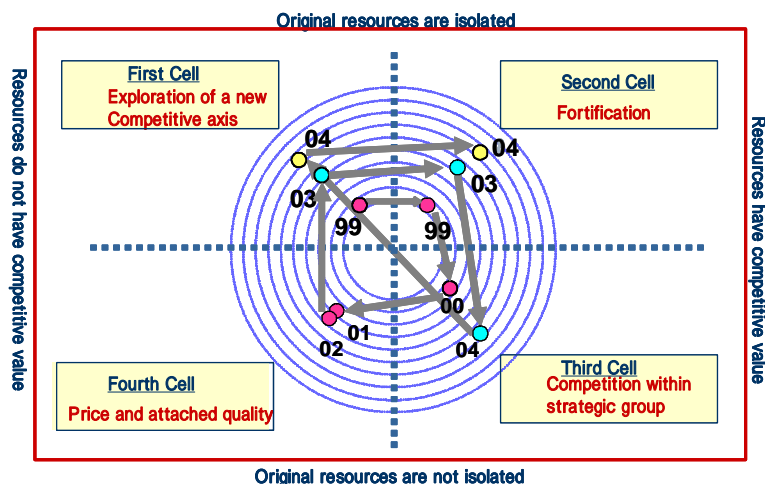 Original resources are isolated
First Cell
Exploration of a new
Competitive axis
Second Cell
Fortification
Resources do not have competitive value
Resources have competitive value
04
04
03
03
99
99
00
01
02
04
Fourth Cell
Price and attached quality
Third Cell
Competition within
strategic group
Original resources are not isolated